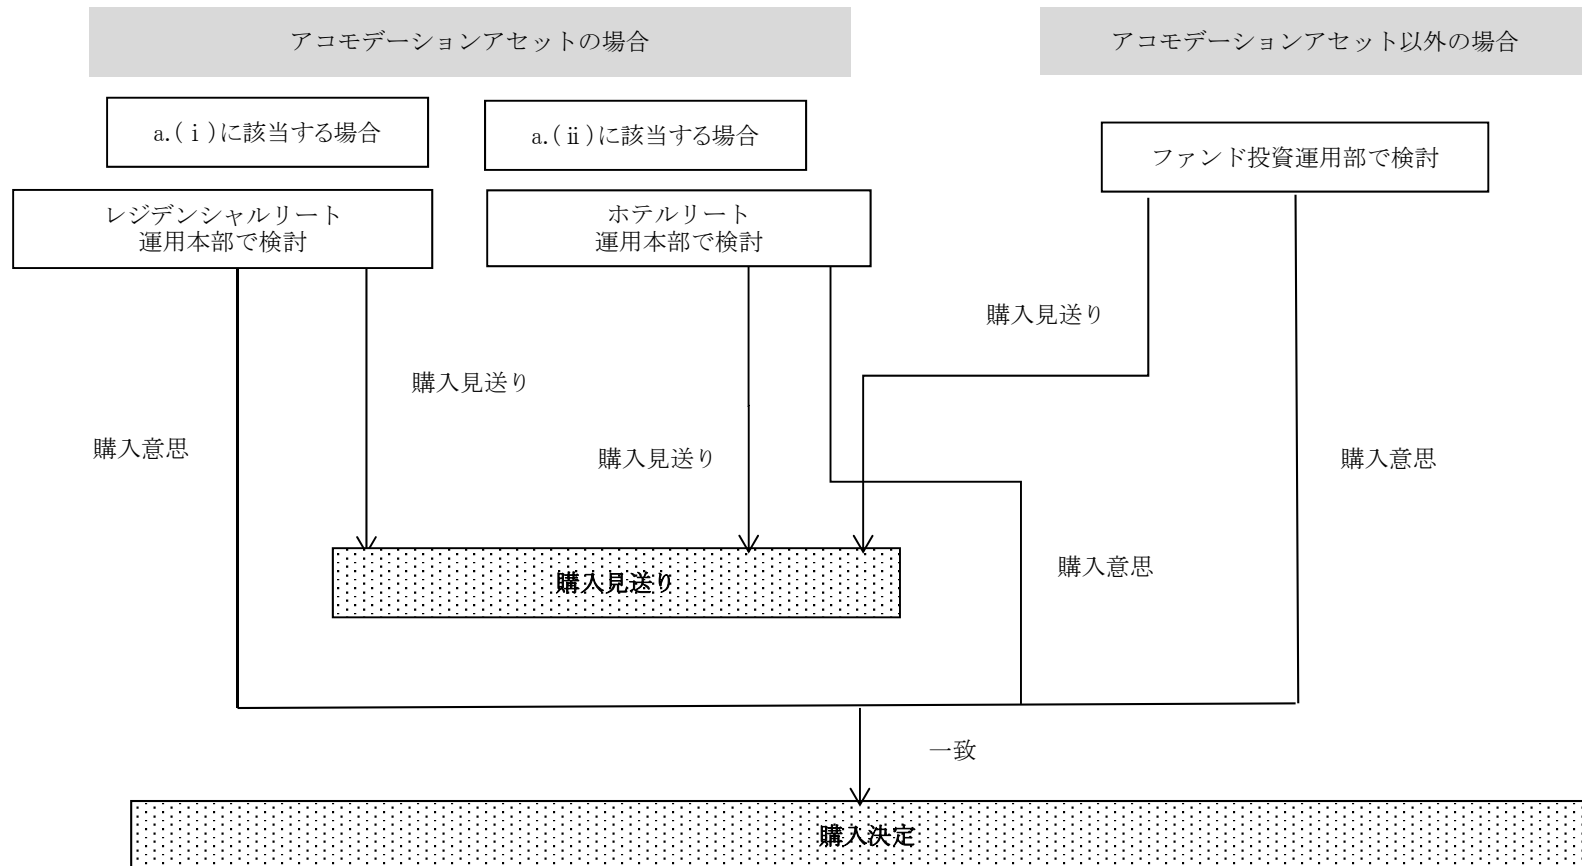 アコモデーションアセットの場合
アコモデーションアセット以外の場合
a.(ⅰ)に該当する場合
a.(ⅱ)に該当する場合
ファンド投資運用部で検討
レジデンシャルリート
運用本部で検討
ホテルリート
運用本部で検討
購入見送り
購入見送り
購入意思
購入見送り
購入意思
購入意思
購入見送り
一致
購入決定